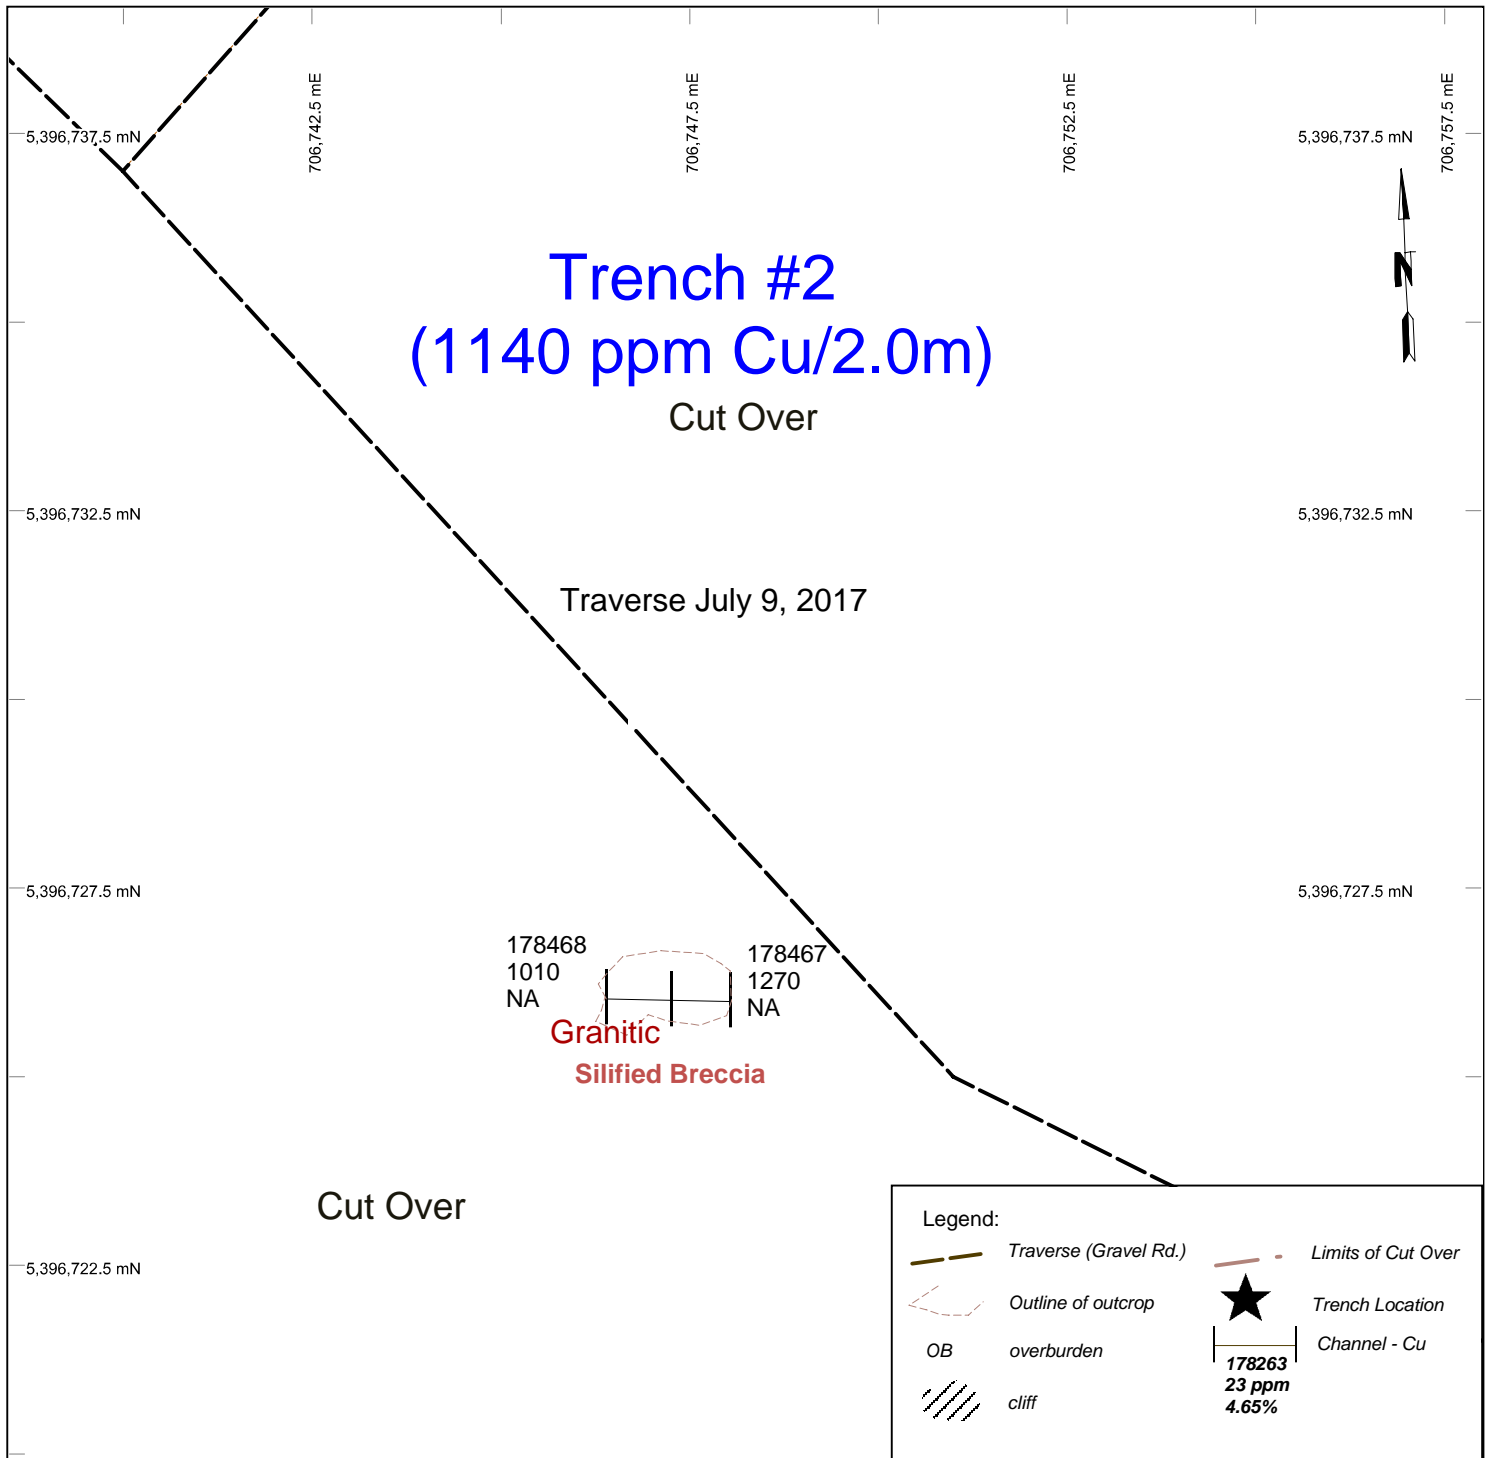 706,742.5 mE
706,747.5 mE
706,752.5 mE
706,757.5 mE
5,396,737.5 mN
5,396,737.5 mN
N
Trench #2
(1140 ppm Cu/2.0m)
Cut Over
5,396,732.5 mN
5,396,732.5 mN
Traverse July 9, 2017
5,396,727.5 mN
5,396,727.5 mN
178468
1010
NA
178467
1270
NA
Granitic
Silified Breccia
Cut Over
5,396,722.5 mN
Legend:
Traverse (Gravel Rd.)
Limits of Cut Over
Outline of outcrop
Trench Location
OB
overburden
Channel - Cu
178263
23 ppm
4.65%
cliff